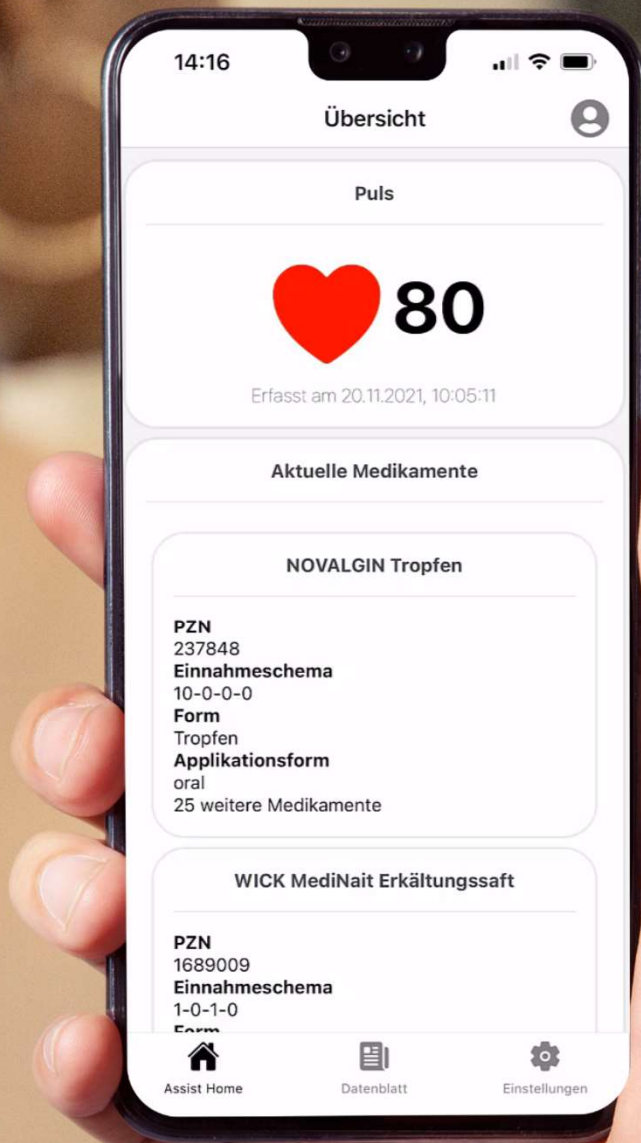 14:16
Übersicht
Puls
80
Erfasst am 20.11.2021, 10:05:11
Aktuelle Medikamente
NOVALGIN Tropfen
PZN
237848
Einnahmeschema
10-0-0-0
Form
Tropfen
Applikationsform
oral
25 weitere Medikamente
WICK MediNait Erkältungssaft
PZN
1689009
Einnahmeschema
1-0-1-0
Form
Assist Home
Datenblatt
Einstellungen